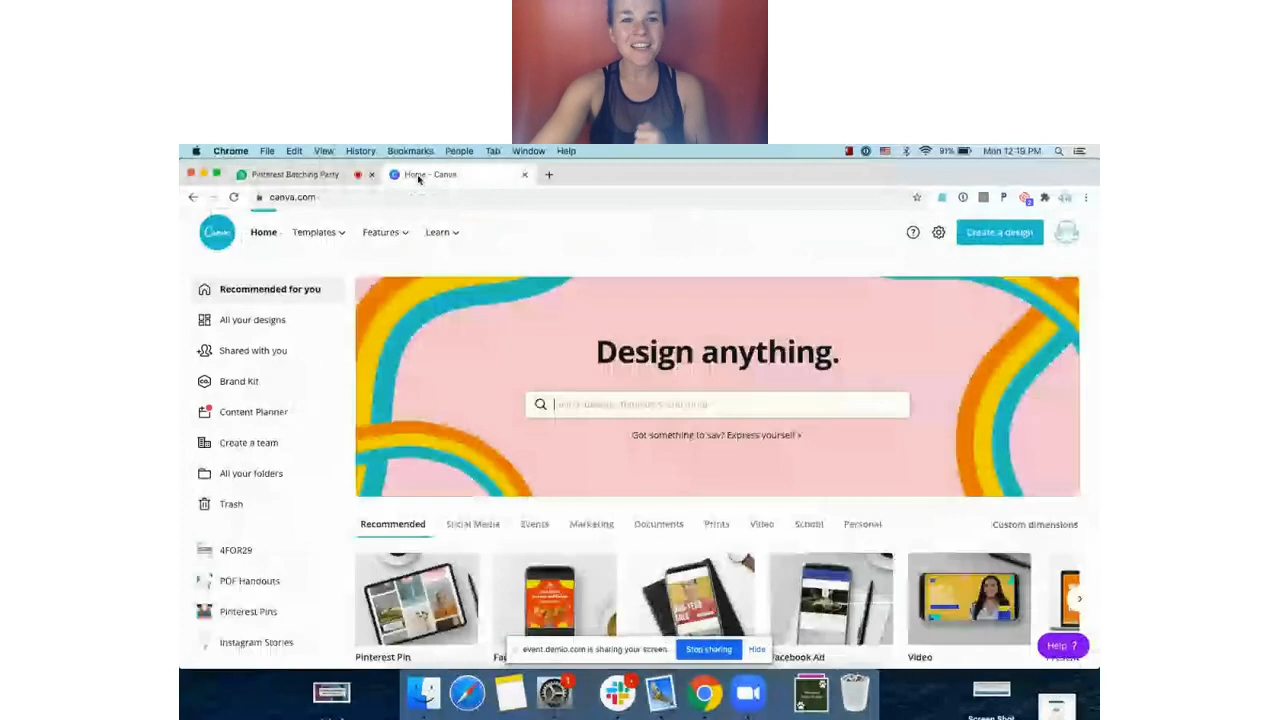 Chrome File Edit View History Bookmarks People Tab Window Help 91% Mon 12:19 PM
Pinterest Batching Party Home - Canva
canva.com
Canva Home Templates Features Learn Create a design
Recommended for you
All your designs
Shared with you
Brand Kit
Content Planner
Create a team
All your folders
Trash
4FOR29
PDF Handouts
Pinterest Pins
Instagram Stories
Design anything.
Got something to say? Express yourself ›
Recommended Social Media Events Marketing Documents Prints Video School Personal Custom dimensions
Pinterest Pin Facebook Ad Video
event.demio.com is sharing your screen. Stop sharing Hide
Help ?
Screen Shot